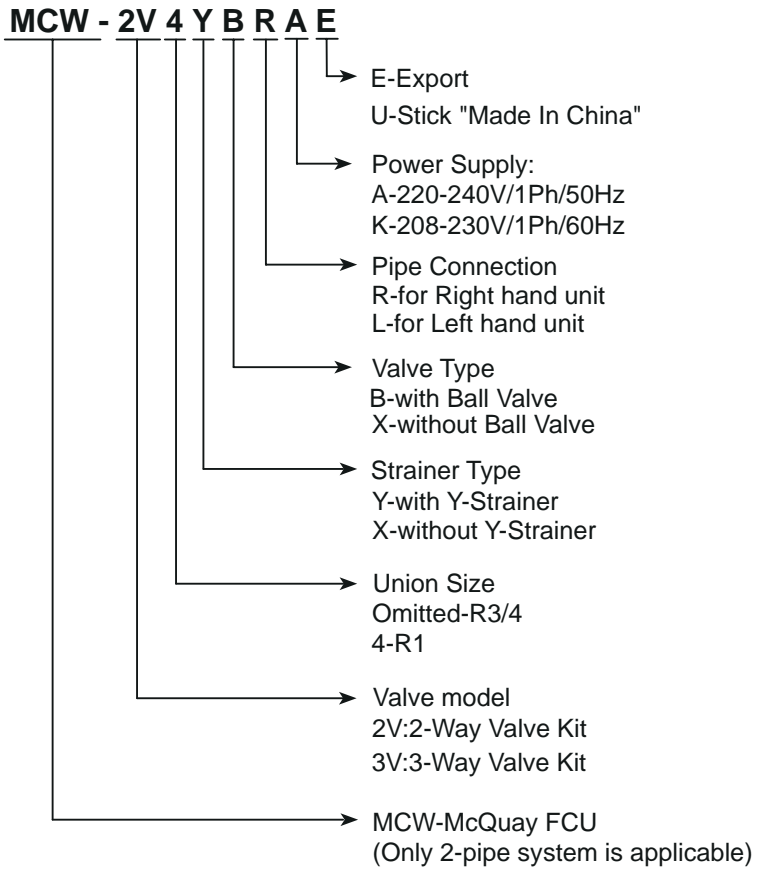 MCW - 2V 4 Y B R A E
E-Export
U-Stick "Made In China"
Power Supply:
A-220-240V/1Ph/50Hz
K-208-230V/1Ph/60Hz
Pipe Connection
R-for Right hand unit
L-for Left hand unit
Valve Type
B-with Ball Valve
X-without Ball Valve
Strainer Type
Y-with Y-Strainer
X-without Y-Strainer
Union Size
Omitted-R3/4
4-R1
Valve model
2V:2-Way Valve Kit
3V:3-Way Valve Kit
MCW-McQuay FCU
(Only 2-pipe system is applicable)